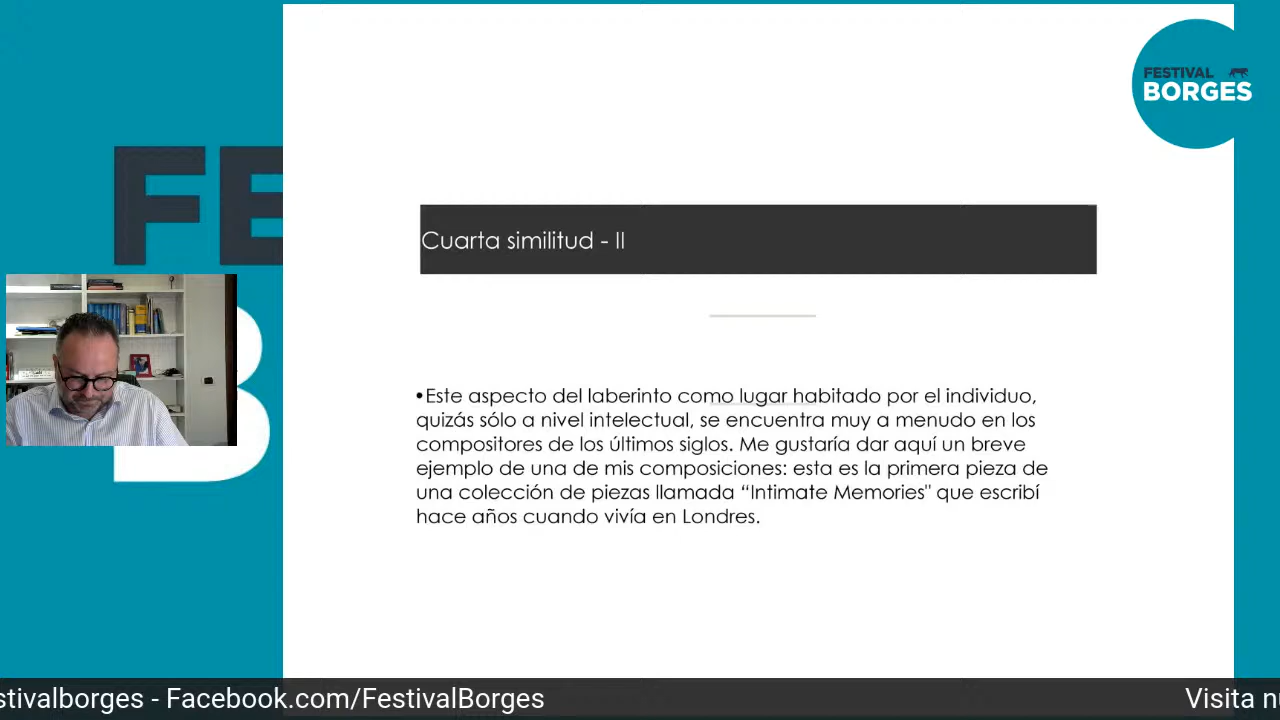 FESTIVAL
BORGES
FE
B
Cuarta similitud - II
•Este aspecto del laberinto como lugar habitado por el individuo,
quizás sólo a nivel intelectual, se encuentra muy a menudo en los
compositores de los últimos siglos. Me gustaría dar aquí un breve
ejemplo de una de mis composiciones: esta es la primera pieza de
una colección de piezas llamada “Intimate Memories" que escribí
hace años cuando vivía en Londres.
stivalborges - Facebook.com/FestivalBorges
Visita nu